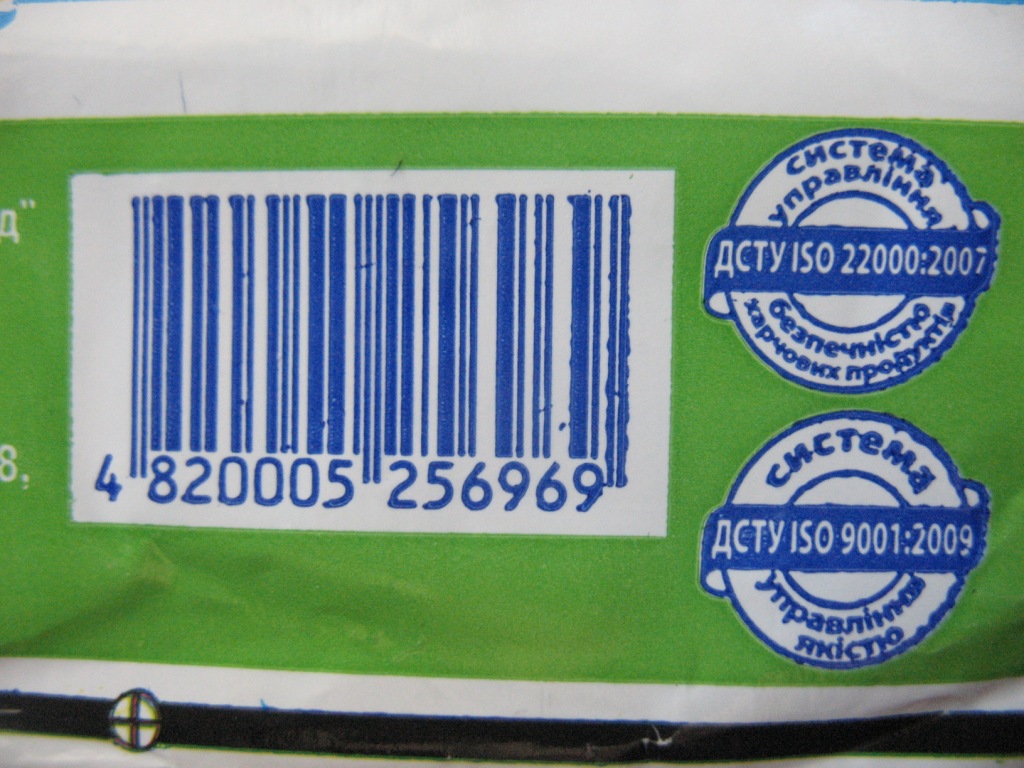 д"
8,
4 820005 256969
система
управління
ДСТУ ISO 22000:2007
безпечністю
харчових продуктів
система
ДСТУ ISO 9001:2009
управління
якістю